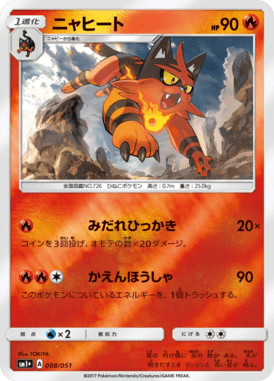 1進化 ニャヒート HP90
ニャビーから進化
全国図鑑No.726 ひねこポケモン 高さ:0.7m 重さ:25.0kg
みだれひっかき 20×
コインを3回投げ、オモテの数×20ダメージ。
かえんほうしゃ 90
このポケモンについているエネルギーを、1個トラッシュする。
弱点 ×2 抵抗力 にげる
illus. TOKIYA
SM1+ A 008/051
©2017 Pokémon/Nintendo/Creatures/GAME FREAK.